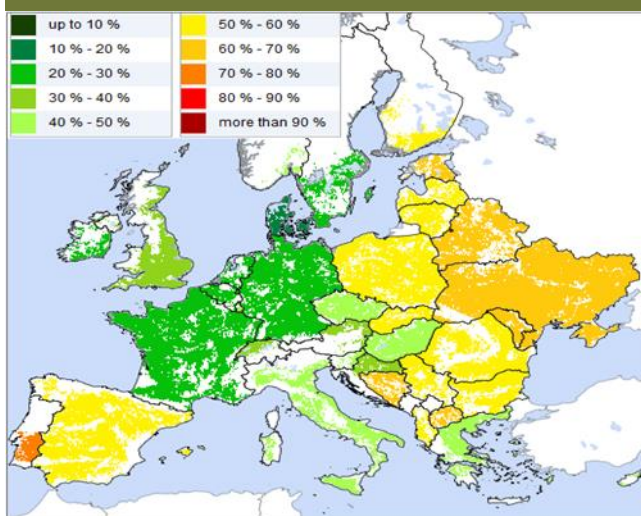 up to 10 %
10 % - 20 %
20 % - 30 %
30 % - 40 %
40 % - 50 %
50 % - 60 %
60 % - 70 %
70 % - 80 %
80 % - 90 %
more than 90 %